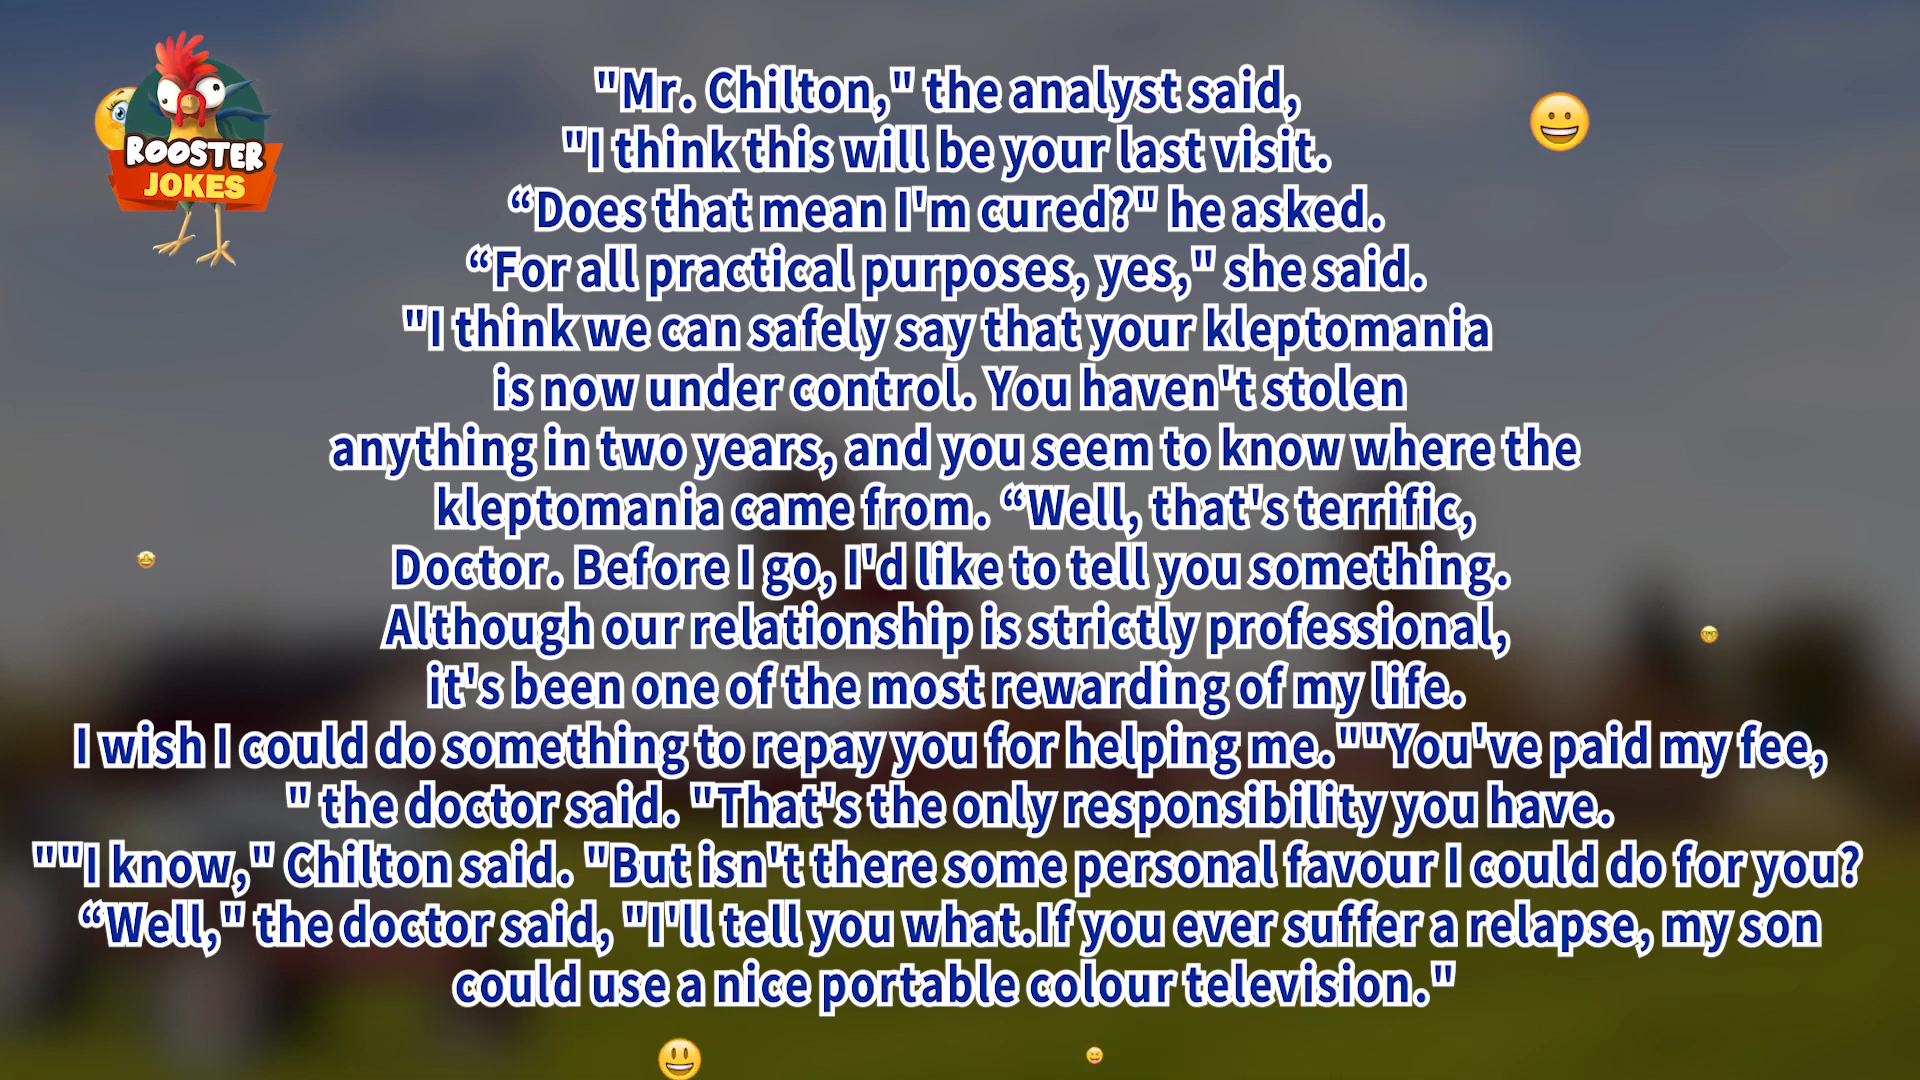 ROOSTER
JOKES
"Mr. Chilton," the analyst said,
"I think this will be your last visit.
“Does that mean I'm cured?" he asked.
“For all practical purposes, yes," she said.
"I think we can safely say that your kleptomania
is now under control. You haven't stolen
anything in two years, and you seem to know where the
kleptomania came from. “Well, that's terrific,
Doctor. Before I go, I'd like to tell you something.
Although our relationship is strictly professional,
it's been one of the most rewarding of my life.
I wish I could do something to repay you for helping me.""You've paid my fee,
" the doctor said. "That's the only responsibility you have.
""I know," Chilton said. "But isn't there some personal favour I could do for you?
“Well," the doctor said, "I'll tell you what.If you ever suffer a relapse, my son
could use a nice portable colour television."